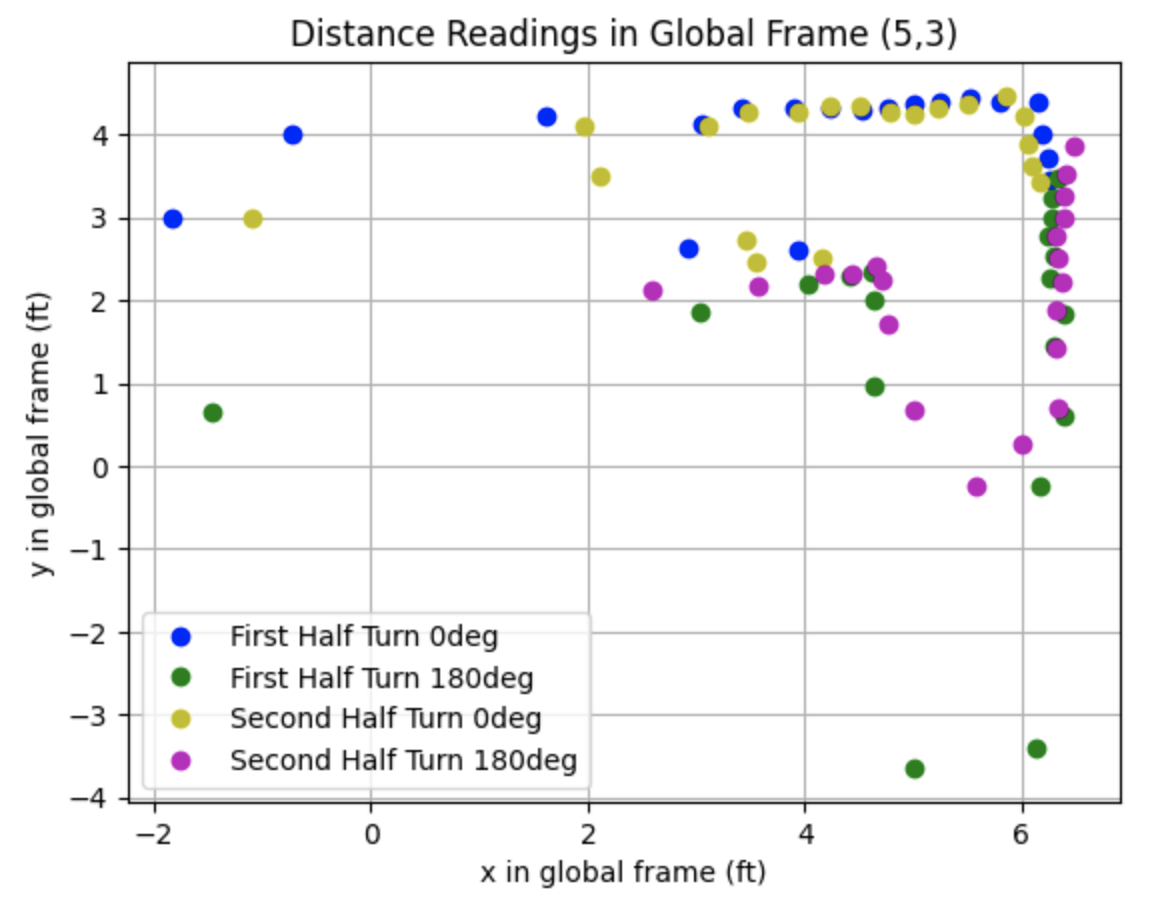 Distance Readings in Global Frame (5,3)
y in global frame (ft)
4
3
2
1
0
−1
−2
−3
−4
First Half Turn 0deg
First Half Turn 180deg
Second Half Turn 0deg
Second Half Turn 180deg
−2
0
2
4
6
x in global frame (ft)